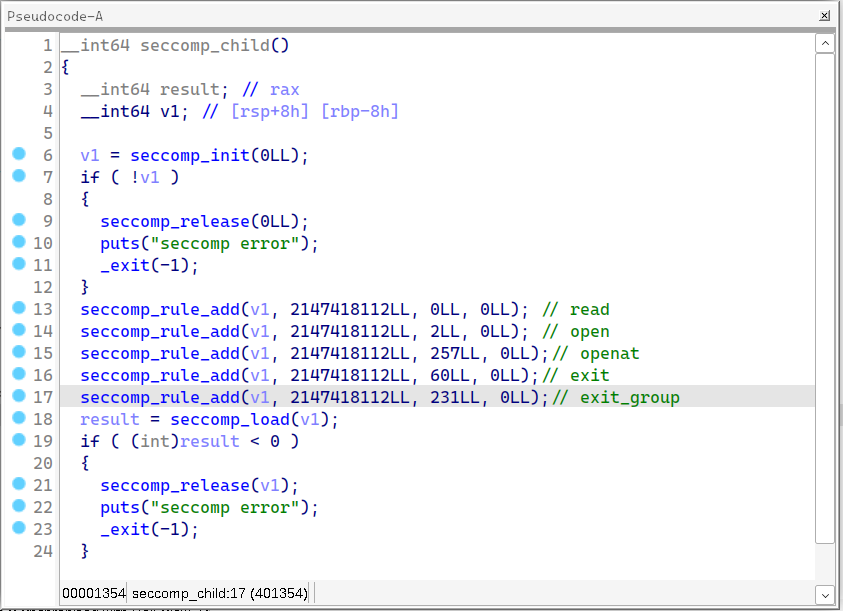 Pseudocode-A
1 __int64 seccomp_child()
2 {
3 __int64 result; // rax
4 __int64 v1; // [rsp+8h] [rbp-8h]
5
6 v1 = seccomp_init(0LL);
7 if ( !v1 )
8 {
9 seccomp_release(0LL);
10 puts("seccomp error");
11 _exit(-1);
12 }
13 seccomp_rule_add(v1, 2147418112LL, 0LL, 0LL); // read
14 seccomp_rule_add(v1, 2147418112LL, 2LL, 0LL); // open
15 seccomp_rule_add(v1, 2147418112LL, 257LL, 0LL);// openat
16 seccomp_rule_add(v1, 2147418112LL, 60LL, 0LL);// exit
17 seccomp_rule_add(v1, 2147418112LL, 231LL, 0LL);// exit_group
18 result = seccomp_load(v1);
19 if ( (int)result < 0 )
20 {
21 seccomp_release(v1);
22 puts("seccomp error");
23 _exit(-1);
24 }
00001354 seccomp_child:17 (401354)